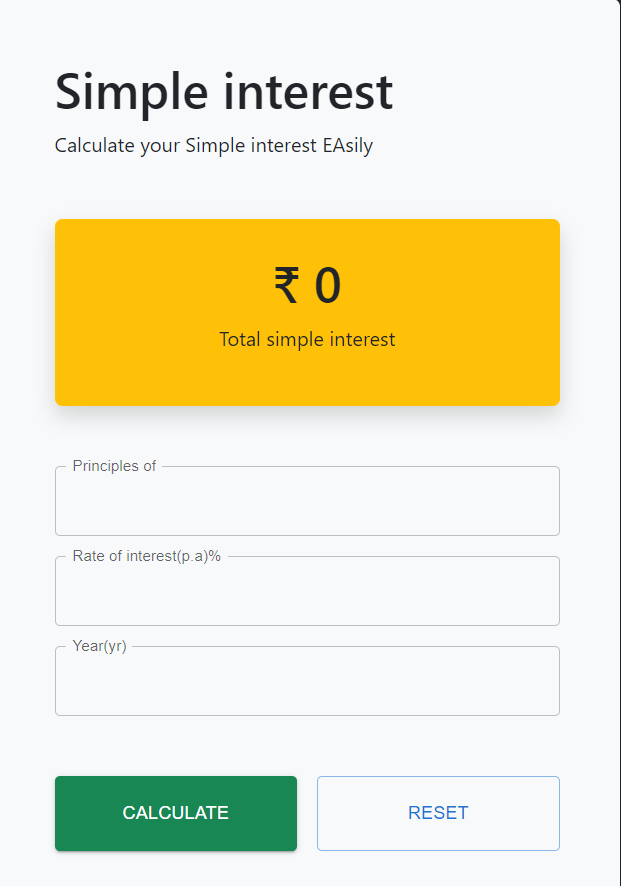 Simple interest
Calculate your Simple interest EAsily
₹ 0
Total simple interest
Principles of
Rate of interest(p.a)%
Year(yr)
CALCULATE RESET